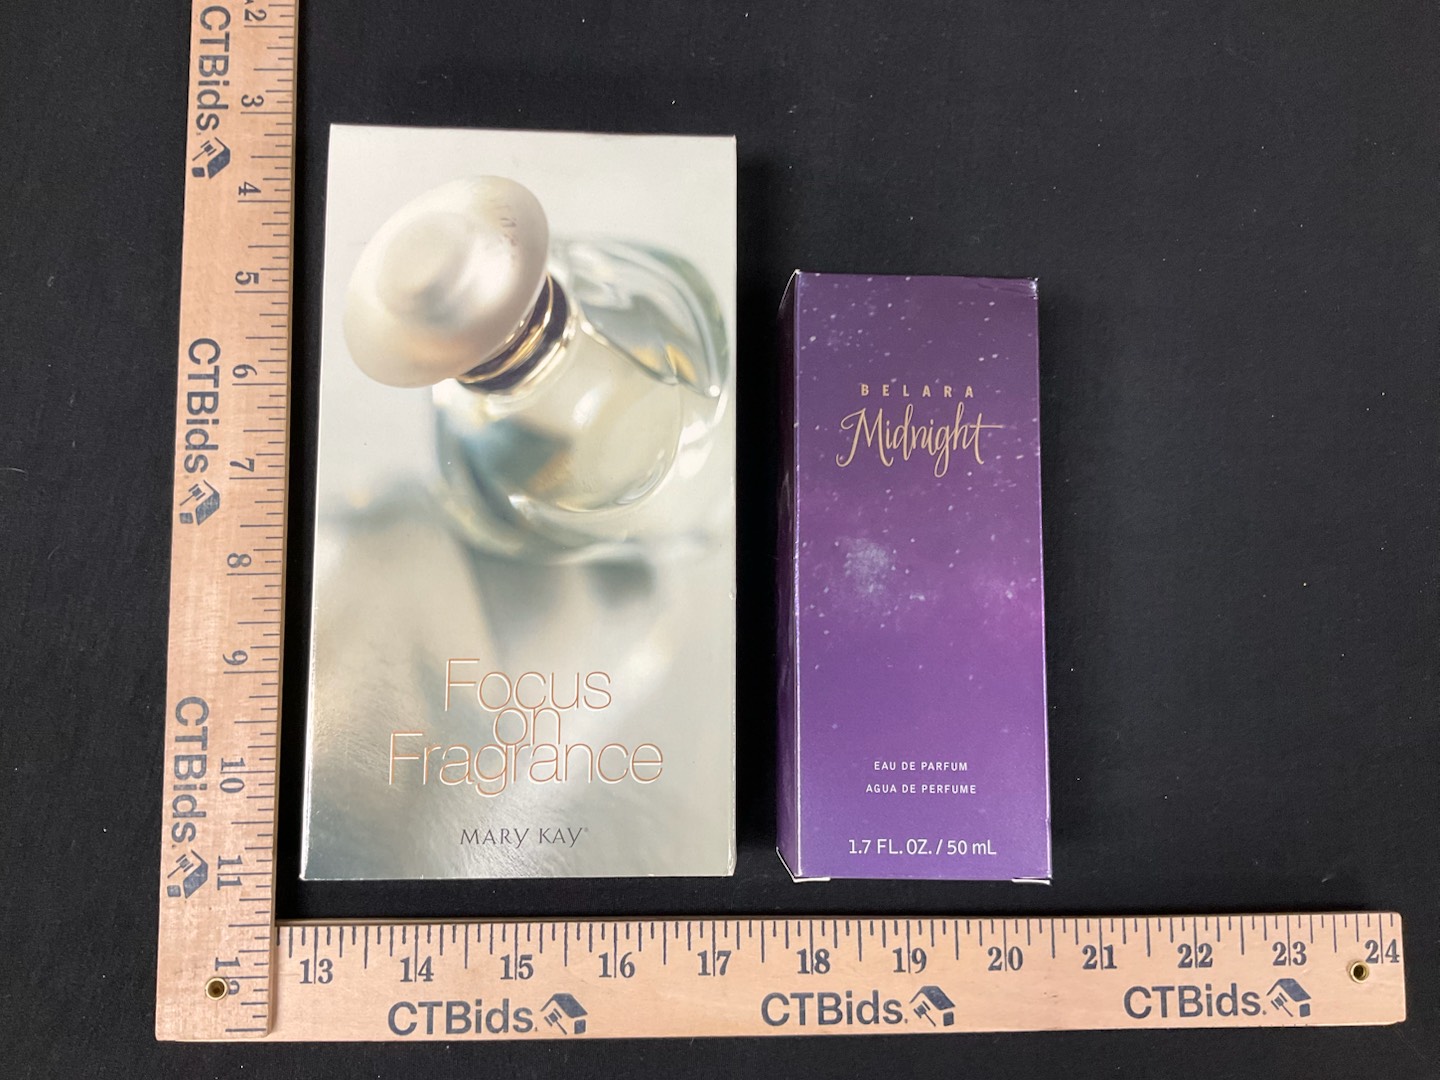 CTBids
CTBids
CTBids
2
3
4
5
6
7
8
9
10
11
Focus
on
Fragrance
MARY KAY®
BELARA
Midnight
EAU DE PARFUM
AGUA DE PERFUME
1.7 FL. OZ. / 50 mL
13 14 15 16 17 18 19 20 21 22 23 24
CTBids. CTBids. CTBids.